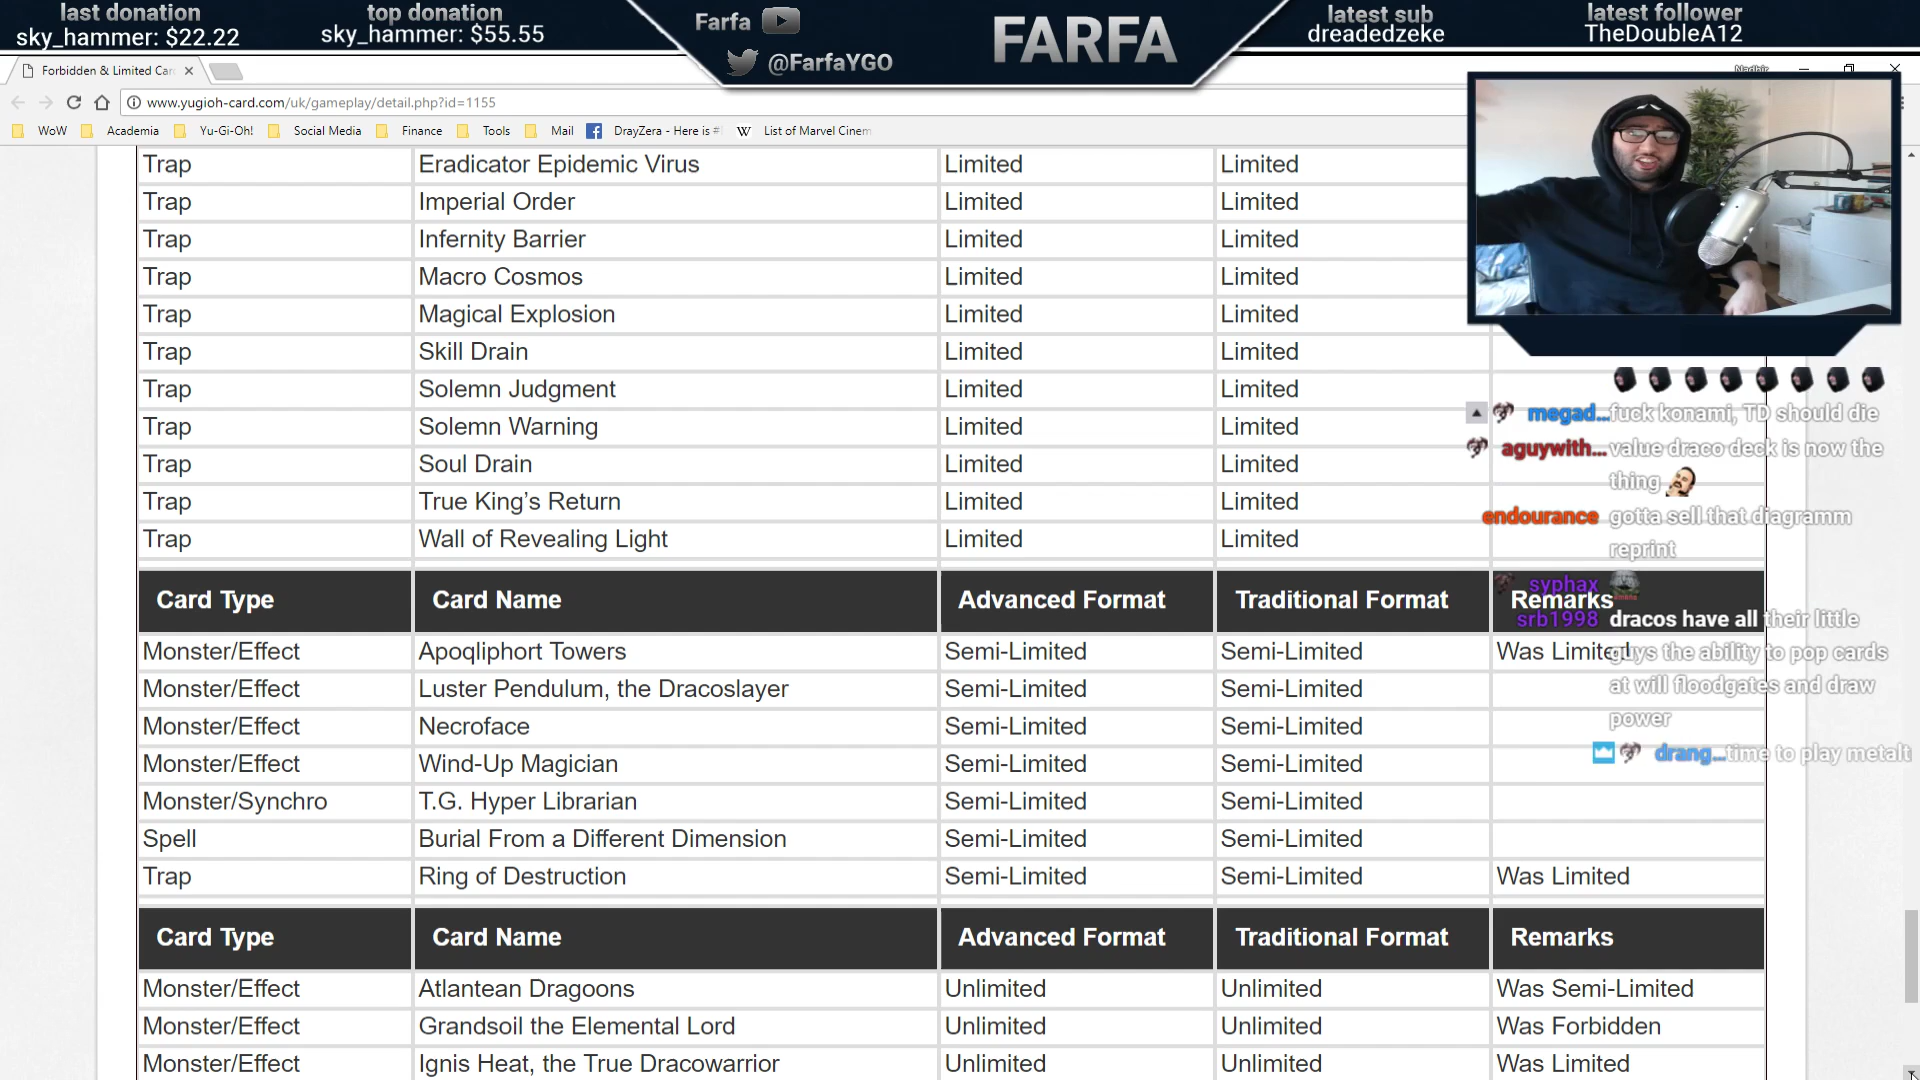 last donation
sky_hammer: $22.22
top donation
sky_hammer: $55.55
Farfa
@FarfaYGO
FARFA
latest sub
dreadedzeke
latest follower
TheDoubleA12
Forbidden & Limited Car
www.yugioh-card.com/uk/gameplay/detail.php?id=1155
WoW Academia Yu-Gi-Oh! Social Media Finance Tools Mail DrayZera - Here is # List of Marvel Cinem
Trap Eradicator Epidemic Virus Limited Limited
Trap Imperial Order Limited Limited
Trap Infernity Barrier Limited Limited
Trap Macro Cosmos Limited Limited
Trap Magical Explosion Limited Limited
Trap Skill Drain Limited Limited
Trap Solemn Judgment Limited Limited
Trap Solemn Warning Limited Limited
Trap Soul Drain Limited Limited
Trap True King’s Return Limited Limited
Trap Wall of Revealing Light Limited Limited
Card Type Card Name Advanced Format Traditional Format Remarks
Monster/Effect Apoqliphort Towers Semi-Limited Semi-Limited Was Limited
Monster/Effect Luster Pendulum, the Dracoslayer Semi-Limited Semi-Limited
Monster/Effect Necroface Semi-Limited Semi-Limited
Monster/Effect Wind-Up Magician Semi-Limited Semi-Limited
Monster/Synchro T.G. Hyper Librarian Semi-Limited Semi-Limited
Spell Burial From a Different Dimension Semi-Limited Semi-Limited
Trap Ring of Destruction Semi-Limited Semi-Limited Was Limited
Card Type Card Name Advanced Format Traditional Format Remarks
Monster/Effect Atlantean Dragoons Unlimited Unlimited Was Semi-Limited
Monster/Effect Grandsoil the Elemental Lord Unlimited Unlimited Was Forbidden
Monster/Effect Ignis Heat, the True Dracowarrior Unlimited Unlimited Was Limited
megad... fuck konami, TD should die
aguywith... value draco deck is now the
thing
endourance gotta sell that diagramm
reprint
syphax
srb1998 dracos have all their little
guys the ability to pop cards
at will floodgates and draw
power
drang... time to play metalt